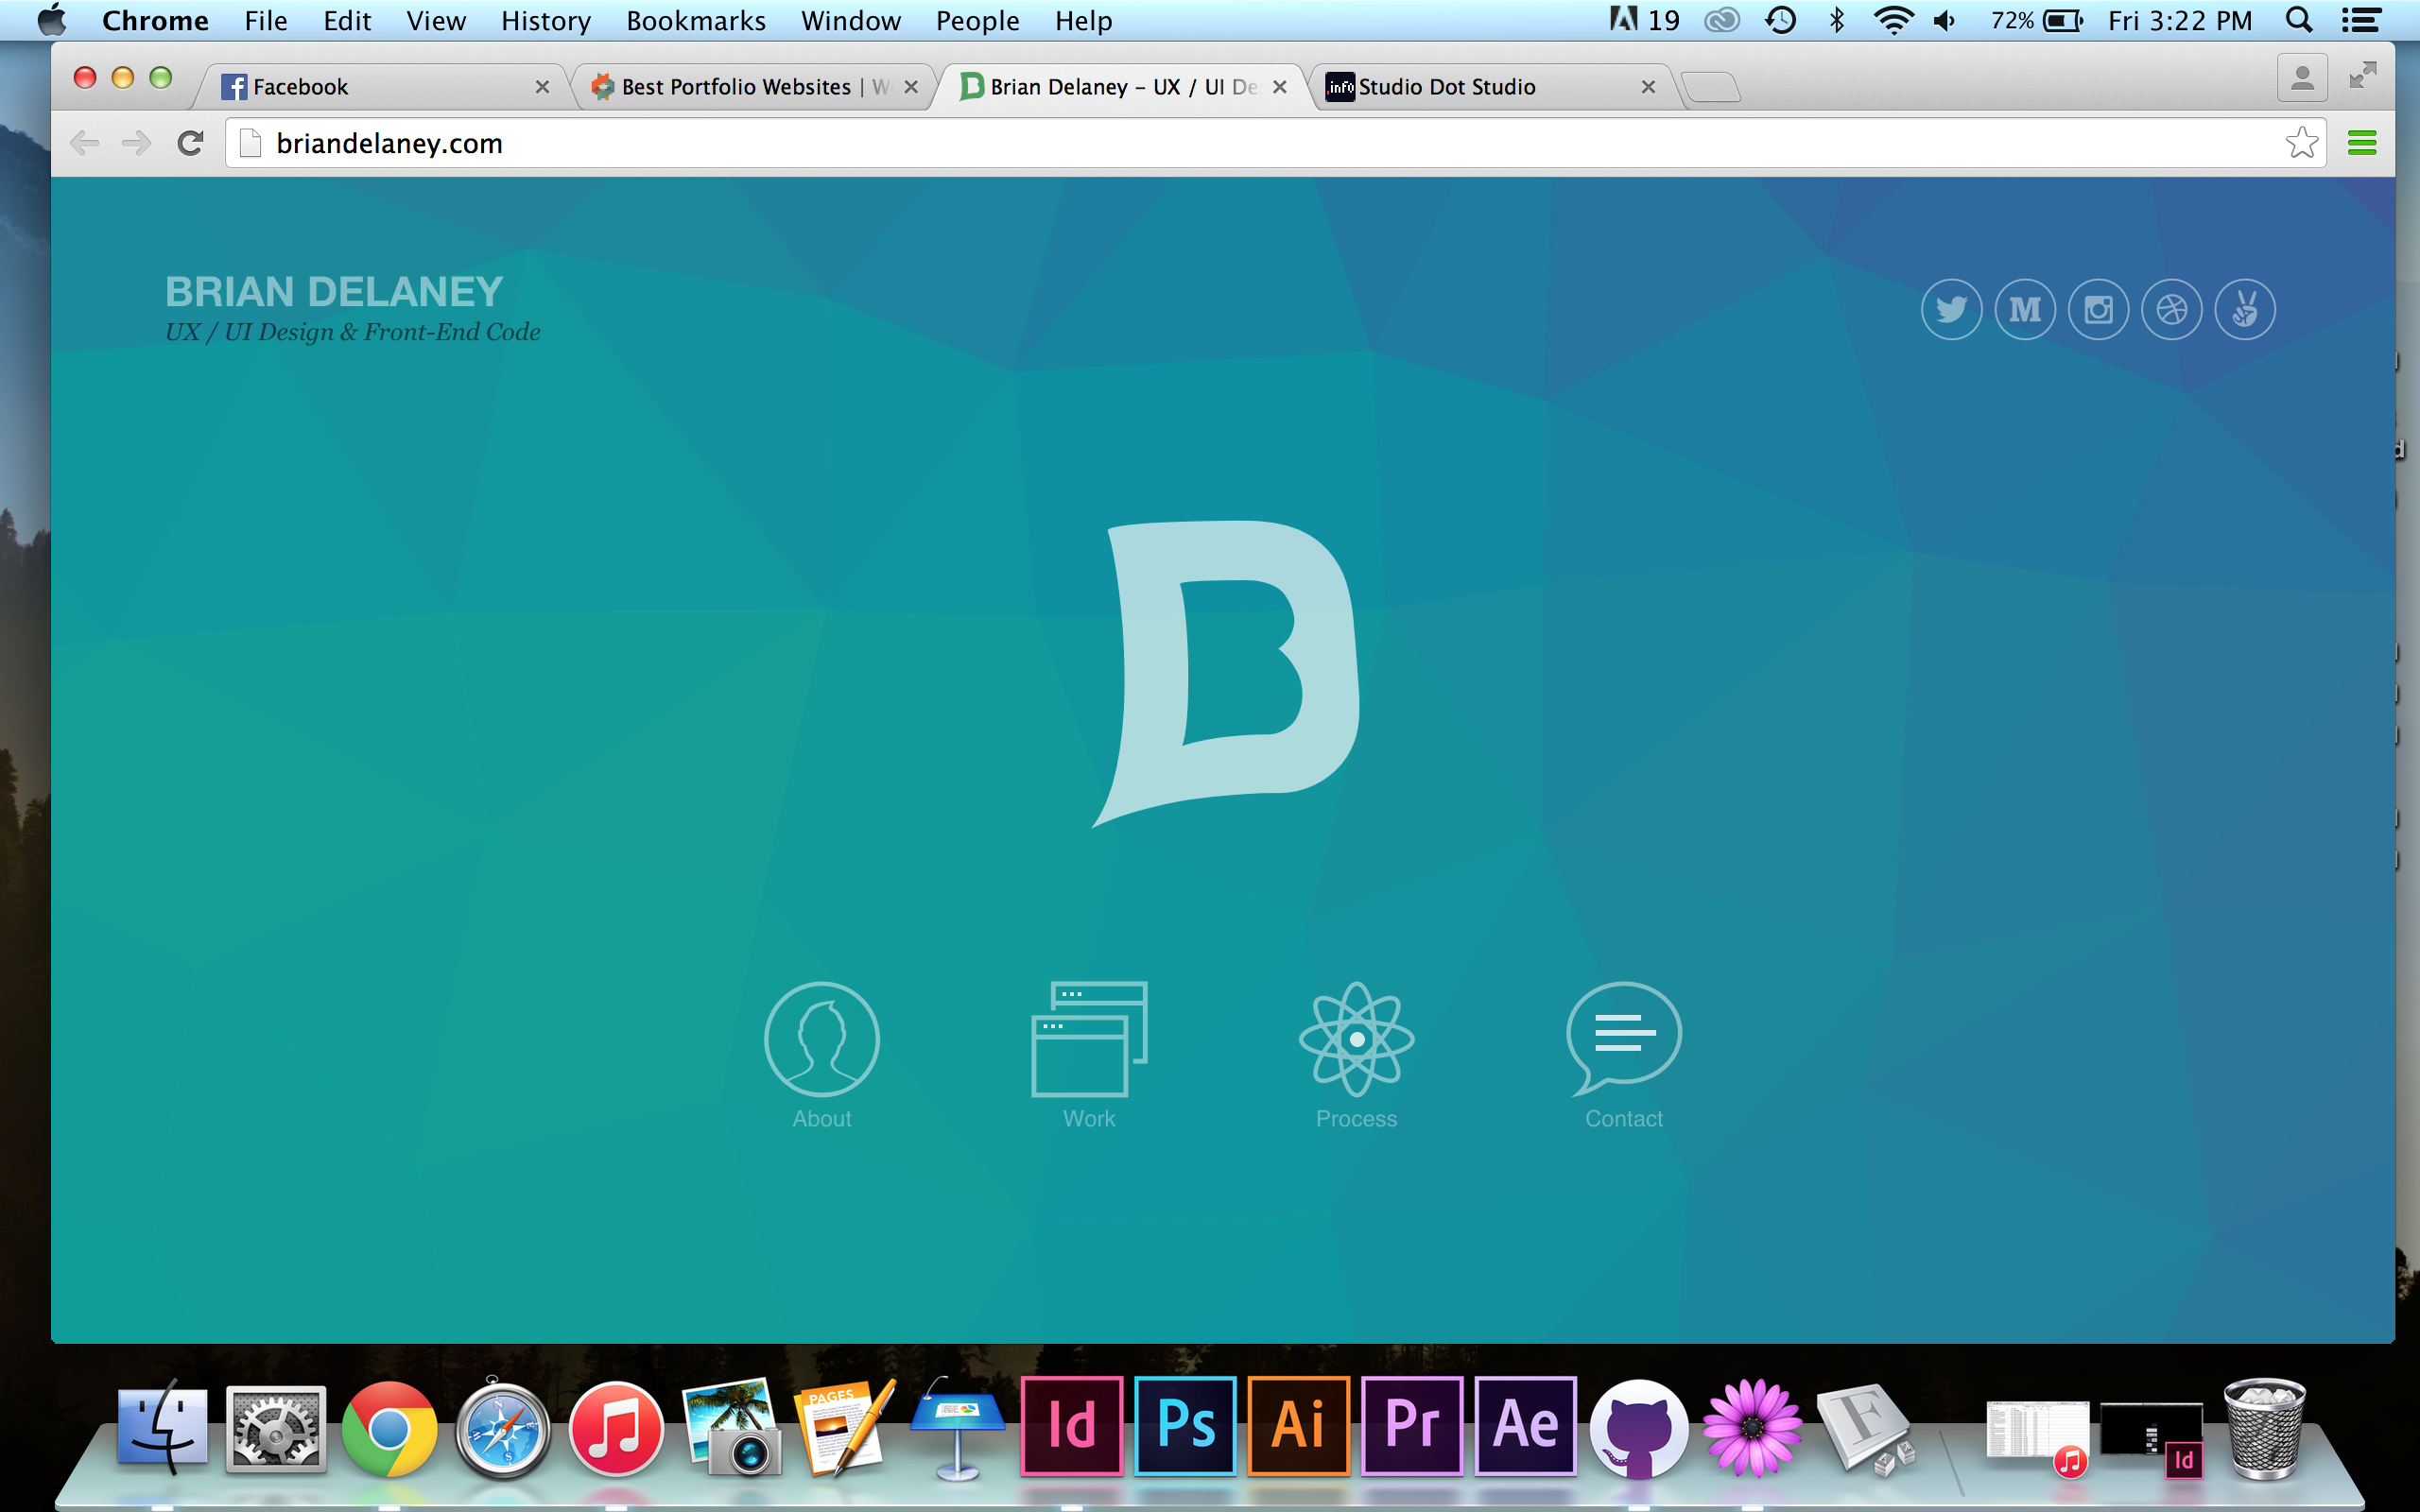 Chrome File Edit View History Bookmarks Window People Help 19 72% Fri 3:22 PM
Facebook Best Portfolio Websites | W Brian Delaney – UX / UI De .info Studio Dot Studio
briandelaney.com
BRIAN DELANEY
UX / UI Design & Front-End Code
M
About Work Process Contact
PAGES Id Ps Ai Pr Ae F Id